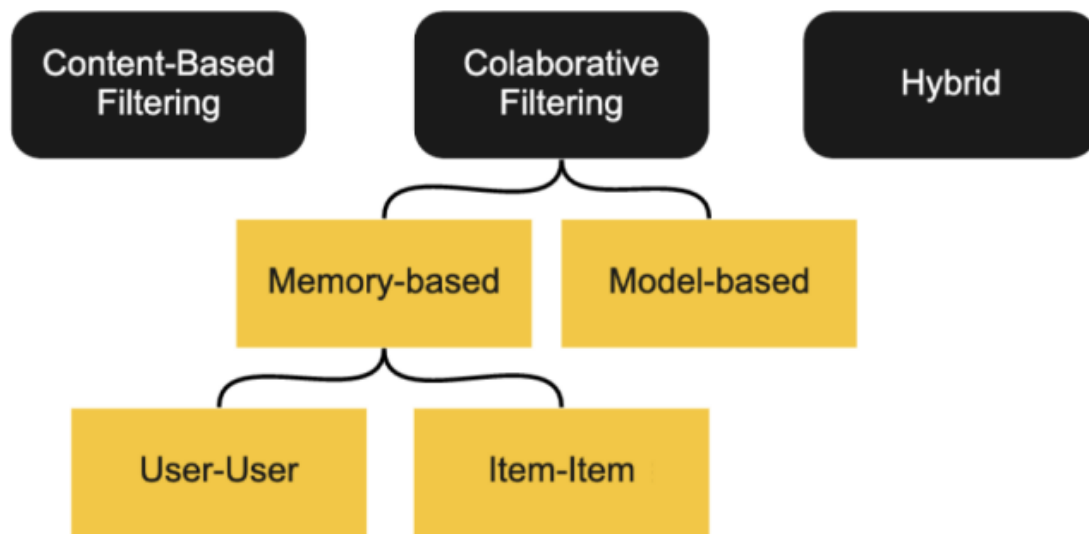 Content-Based
Filtering
Colaborative
Filtering
Hybrid
Memory-based
Model-based
User-User
Item-Item